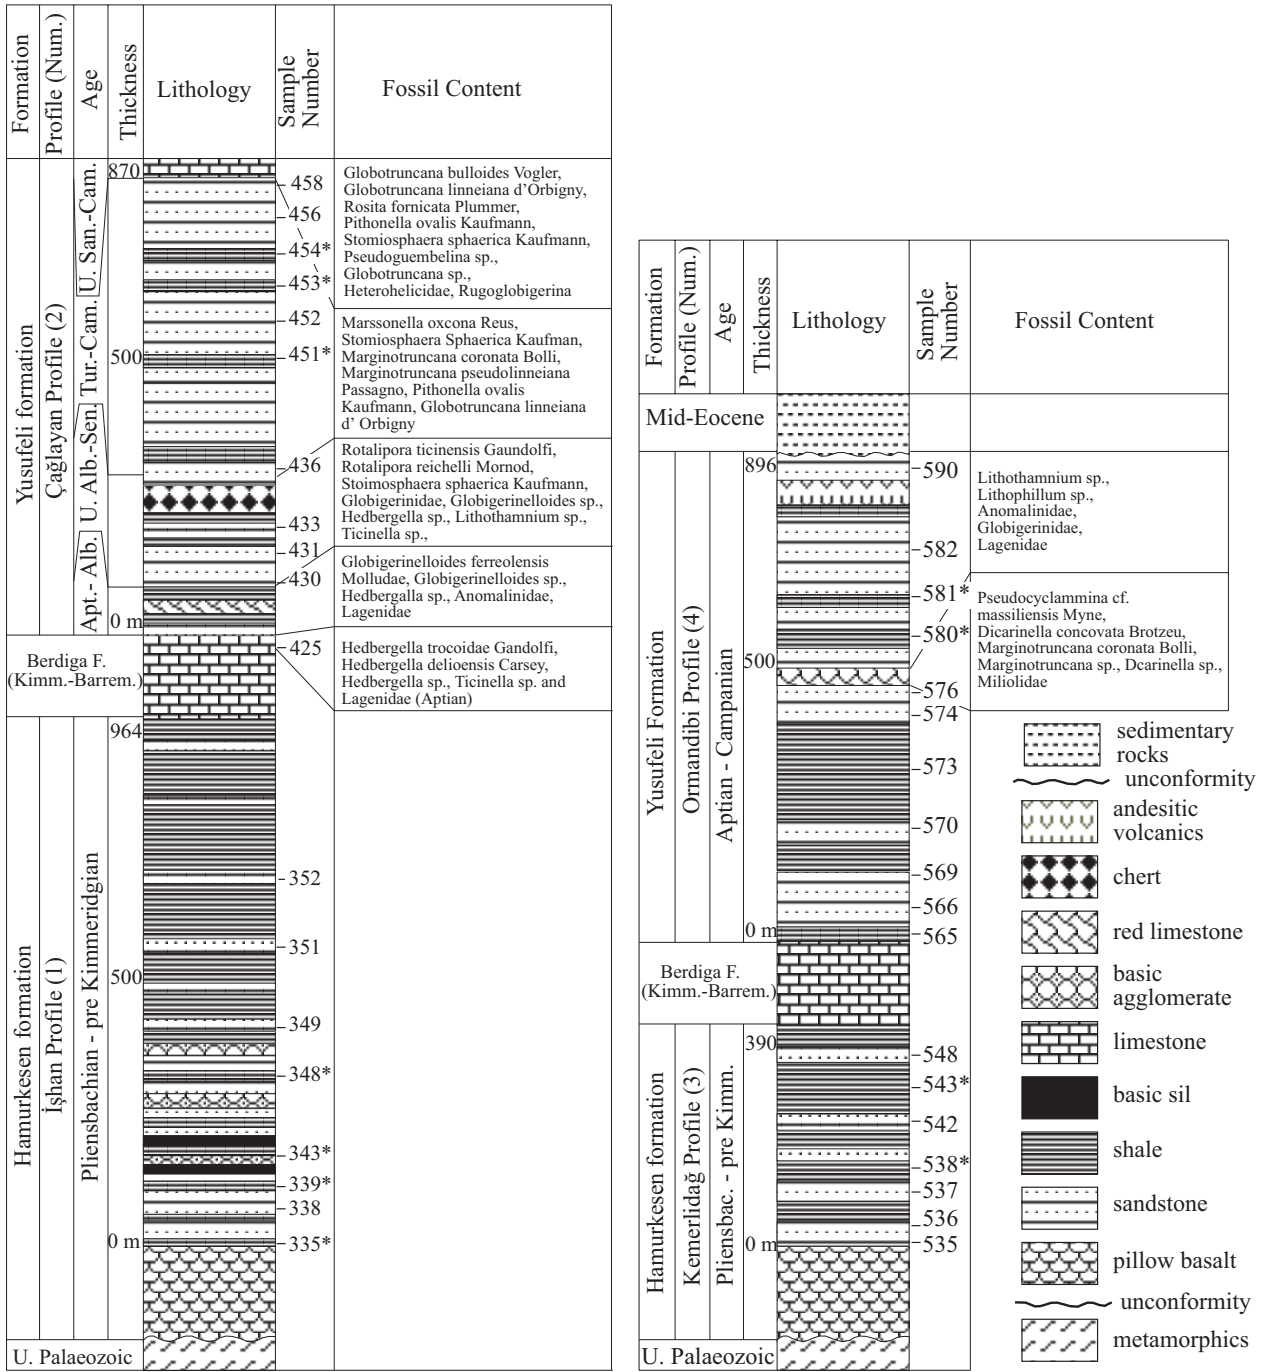 Formation
Profile (Num.)
Age
Thickness
Lithology
Sample
Number
Fossil Content
Yusufeli formation
Çağlayan Profile (2)
U. San.-Cam.
Tur.-Cam.
U. Alb.-Sen.
Apt.- Alb.
870
500
0 m
458
456
454*
453*
452
451*
436
433
431
430
425
Globotruncana bulloides Vogler,
Globotruncana linneiana d'Orbigny,
Rosita fornicata Plummer,
Pithonella ovalis Kaufmann,
Stomiosphaera sphaerica Kaufmann,
Pseudoguembelina sp.,
Globotruncana sp.,
Heterohelicidae, Rugoglobigerina
Marssonella oxcona Reus,
Stomiosphaera Sphaerica Kaufman,
Marginotruncana coronata Bolli,
Marginotruncana pseudolinneiana
Passagno, Pithonella ovalis
Kaufmann, Globotruncana linneiana
d' Orbigny
Rotalipora ticinensis Gaundolfi,
Rotalipora reichelli Mornod,
Stoimosphaera sphaerica Kaufmann,
Globigerinidae, Globigerinelloides sp.,
Hedbergella sp., Lithothamnium sp.,
Ticinella sp.,
Globigerinelloides ferreolensis
Molludae, Globigerinelloides sp.,
Hedbergalla sp., Anomalinidae,
Lagenidae
Hedbergella trocoidae Gandolfi,
Hedbergella delioensis Carsey,
Hedbergella sp., Ticinella sp. and
Lagenidae (Aptian)
Berdiga F.
(Kimm.-Barrem.)
Hamurkesen formation
İşhan Profile (1)
Pliensbachian - pre Kimmeridgian
964
500
0 m
352
351
349
348*
343*
339*
338
335*
U. Palaeozoic
Formation
Profile (Num.)
Age
Thickness
Lithology
Sample
Number
Fossil Content
Mid-Eocene
Yusufeli Formation
Ormandibi Profile (4)
Aptian - Campanian
896
500
0 m
590
582
581*
580*
576
574
573
570
569
566
565
Lithothamnium sp.,
Lithophillum sp.,
Anomalinidae,
Globigerinidae,
Lagenidae
Pseudocyclammina cf.
massiliensis Myne,
Dicarinella concovata Brotzeu,
Marginotruncana coronata Bolli,
Marginotruncana sp., Dcarinella sp.,
Miliolidae
Berdiga F.
(Kimm.-Barrem.)
Hamurkesen formation
Kemerlidağ Profile (3)
Pliensbac. - pre Kimm.
390
0 m
548
543*
542
538*
537
536
535
U. Palaeozoic
sedimentary
rocks
unconformity
andesitic
volcanics
chert
red limestone
basic
agglomerate
limestone
basic sil
shale
sandstone
pillow basalt
unconformity
metamorphics